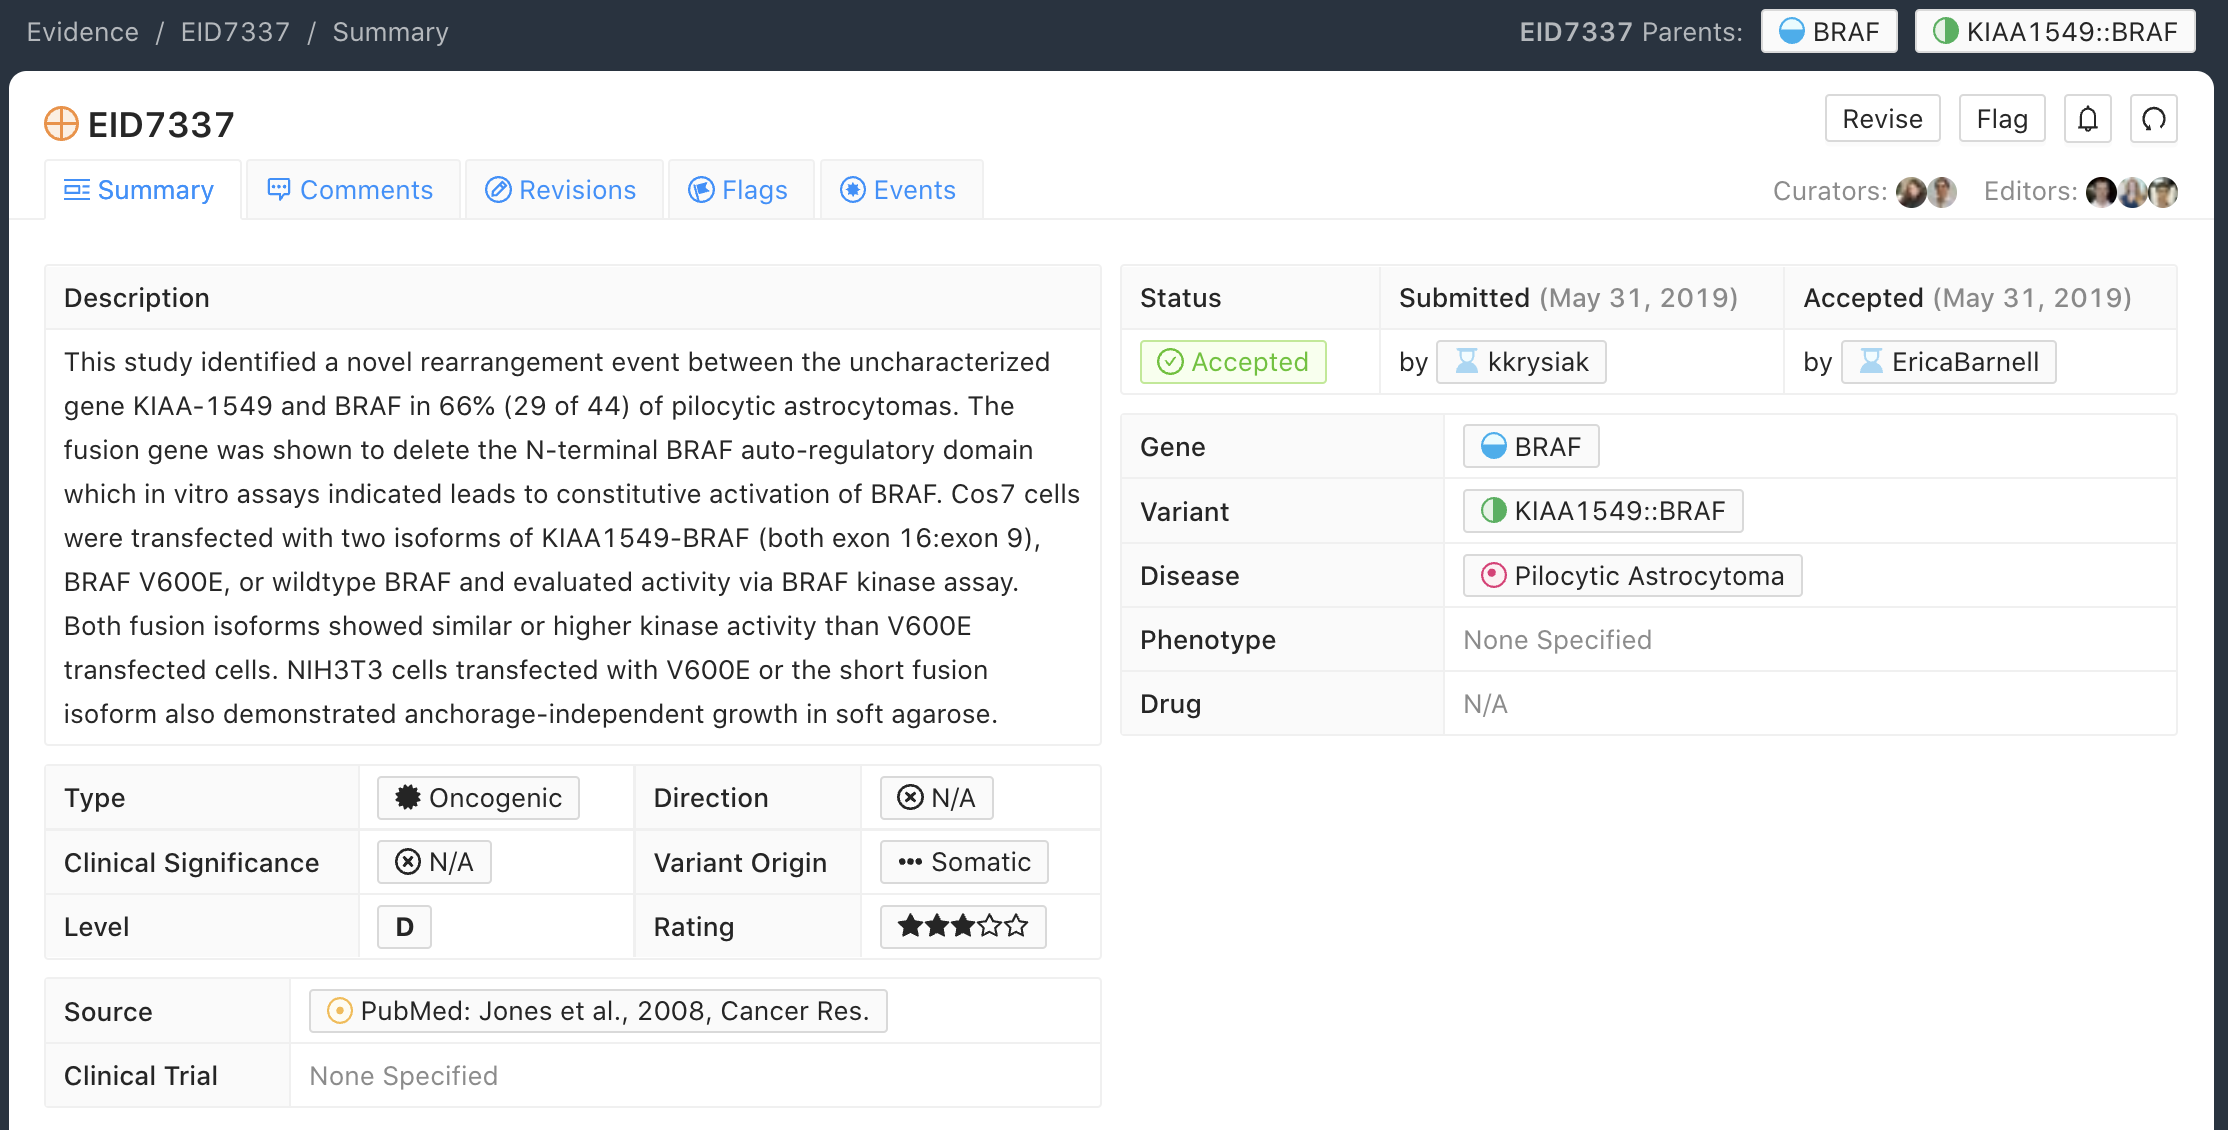 Evidence / EID7337 / Summary
EID7337 Parents: BRAF KIAA1549::BRAF
EID7337
Revise Flag
Summary Comments Revisions Flags Events
Curators: Editors:
Description
This study identified a novel rearrangement event between the uncharacterized
gene KIAA-1549 and BRAF in 66% (29 of 44) of pilocytic astrocytomas. The
fusion gene was shown to delete the N-terminal BRAF auto-regulatory domain
which in vitro assays indicated leads to constitutive activation of BRAF. Cos7 cells
were transfected with two isoforms of KIAA1549-BRAF (both exon 16:exon 9),
BRAF V600E, or wildtype BRAF and evaluated activity via BRAF kinase assay.
Both fusion isoforms showed similar or higher kinase activity than V600E
transfected cells. NIH3T3 cells transfected with V600E or the short fusion
isoform also demonstrated anchorage-independent growth in soft agarose.
Type Oncogenic Direction N/A
Clinical Significance N/A Variant Origin Somatic
Level D Rating
Source PubMed: Jones et al., 2008, Cancer Res.
Clinical Trial None Specified
Status Submitted (May 31, 2019) Accepted (May 31, 2019)
Accepted by kkrysiak by EricaBarnell
Gene BRAF
Variant KIAA1549::BRAF
Disease Pilocytic Astrocytoma
Phenotype None Specified
Drug N/A